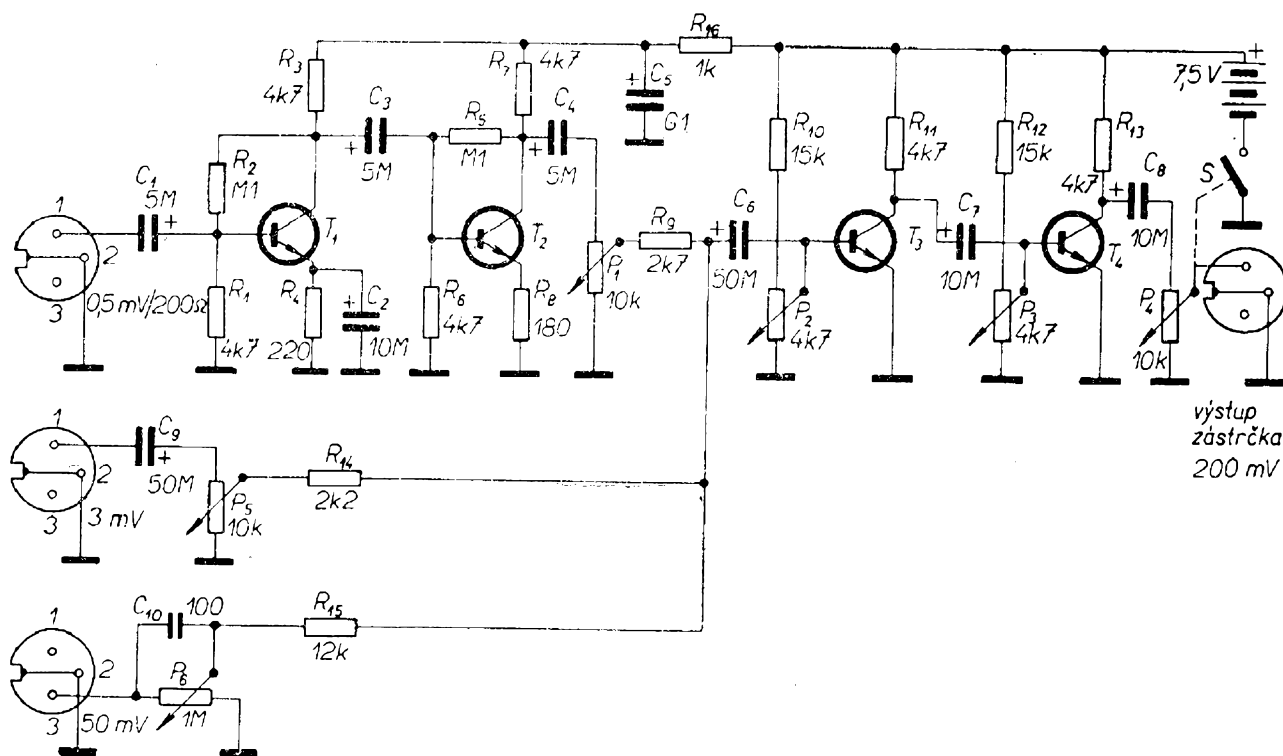 R₃
4k7
R₇
4k7
C₅
+
G1
R₁₆
1k
7,5 V
+
C₁
5M
+
R₂
M1
C₃
+
5M
R₅
M1
C₄
+
5M
R₁₀
15k
R₁₁
4k7
R₁₂
15k
R₁₃
4k7
C₈
+
10M
S
1
2
3
0,5 mV/200Ω
R₁
4k7
T₁
R₄
220
C₂
+
10M
R₆
4k7
T₂
R₈
180
P₁
10k
R₉
2k7
C₆
+
50M
P₂
4k7
T₃
C₇
+
10M
P₃
4k7
T₄
P₄
10k
výstup
zástrčka
200 mV
1
2
3
3 mV
C₉
+
50M
P₅
10k
R₁₄
2k2
1
2
3
50 mV
C₁₀
100
P₆
1M
R₁₅
12k